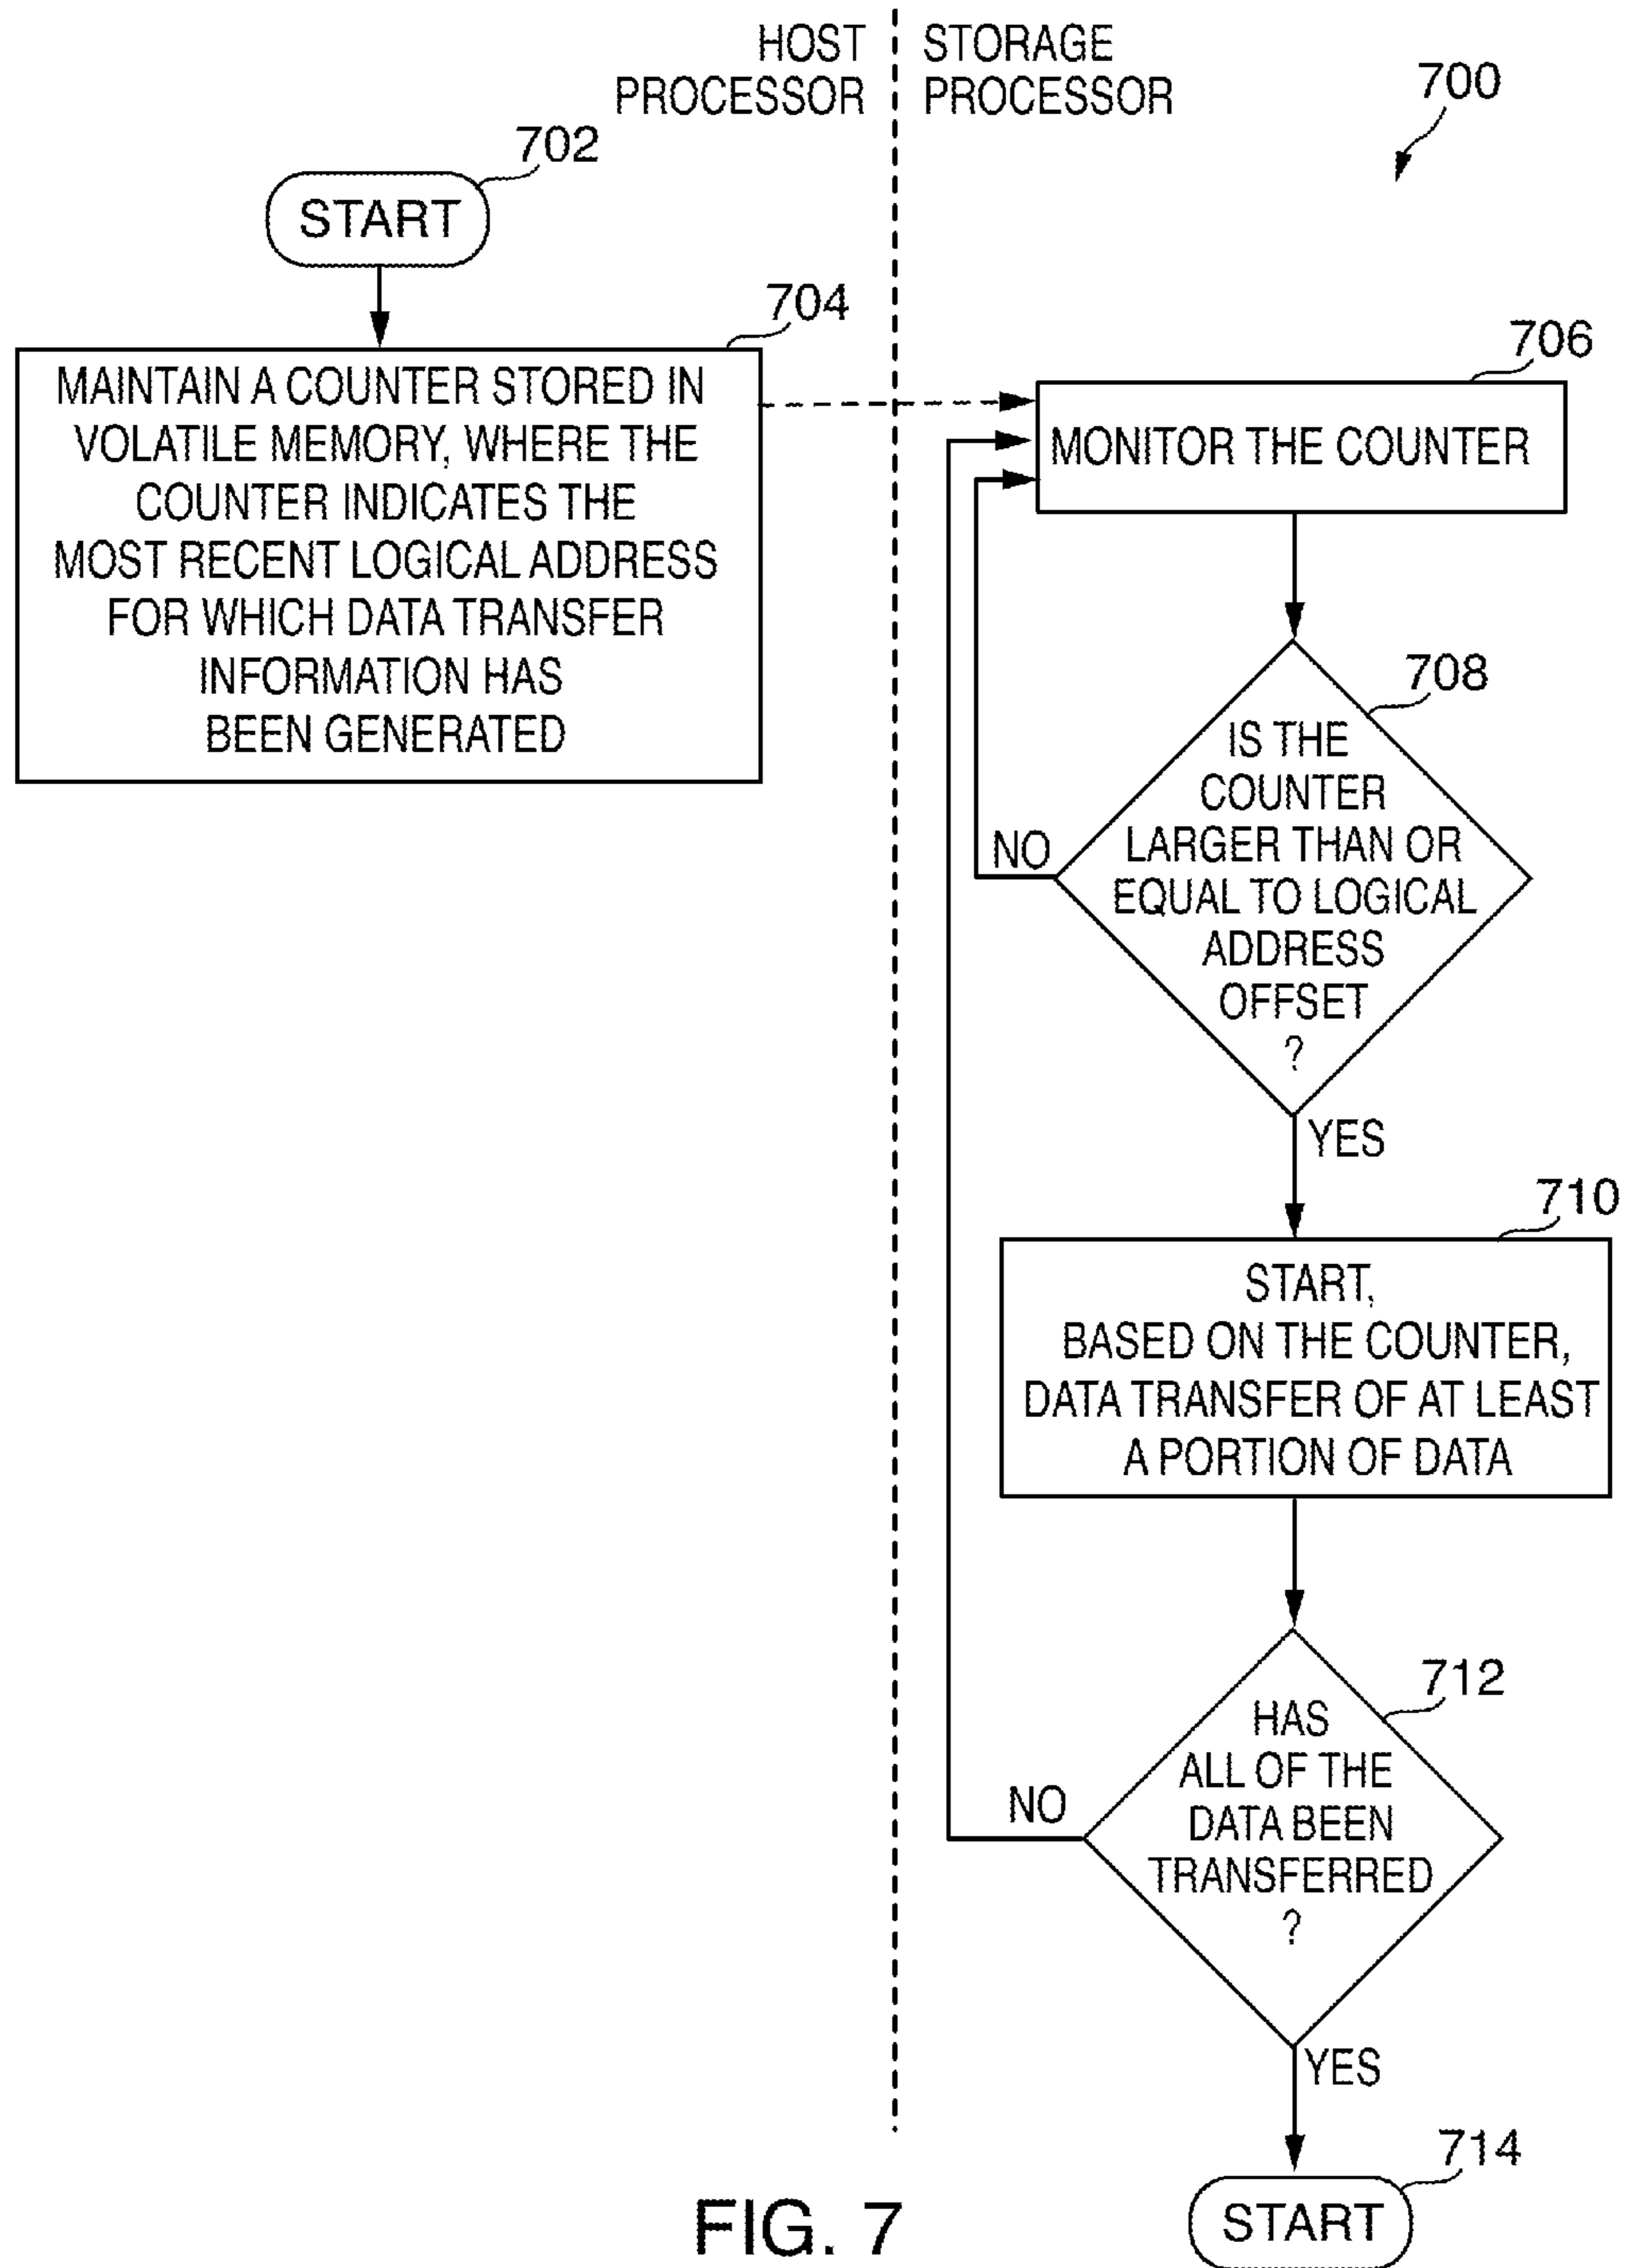 HOST
PROCESSOR
STORAGE
PROCESSOR
700
702
START
704
MAINTAIN A COUNTER STORED IN
VOLATILE MEMORY, WHERE THE
COUNTER INDICATES THE
MOST RECENT LOGICAL ADDRESS
FOR WHICH DATA TRANSFER
INFORMATION HAS
BEEN GENERATED
706
MONITOR THE COUNTER
708
IS THE
COUNTER
LARGER THAN OR
EQUAL TO LOGICAL
ADDRESS
OFFSET
?
NO
YES
710
START,
BASED ON THE COUNTER,
DATA TRANSFER OF AT LEAST
A PORTION OF DATA
712
HAS
ALL OF THE
DATA BEEN
TRANSFERRED
?
NO
YES
714
START
FIG. 7